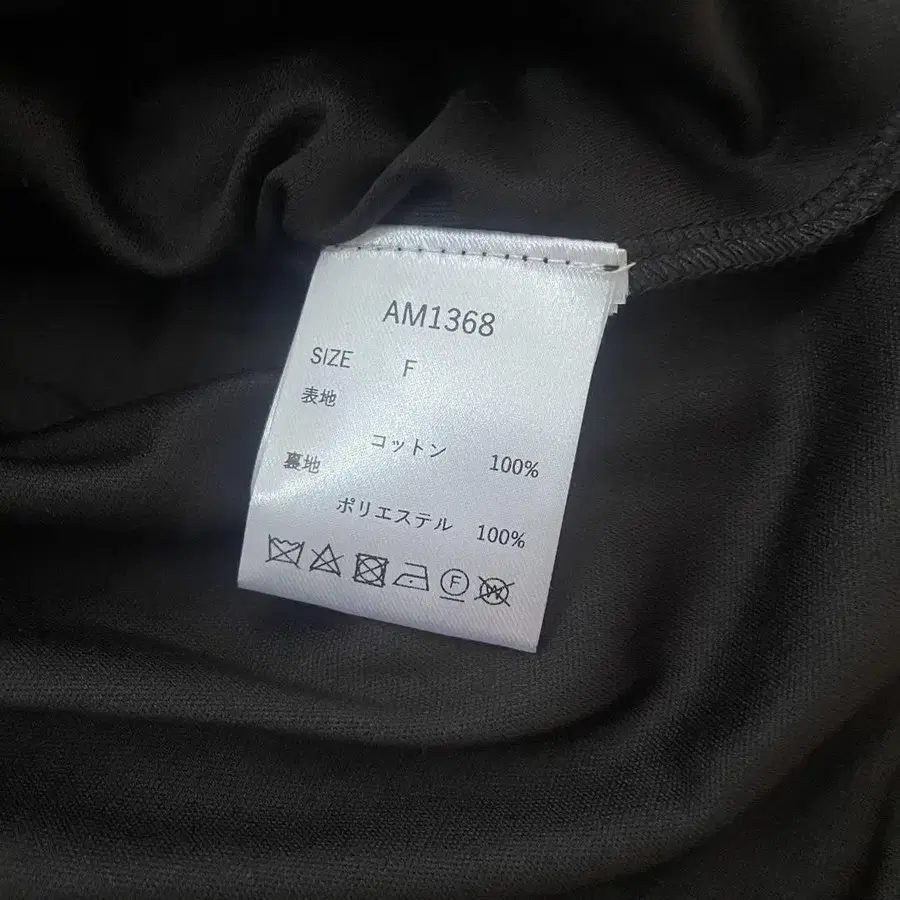 AM1368
SIZE F
表地
コットン 100%
裏地
ポリエステル 100%
F W